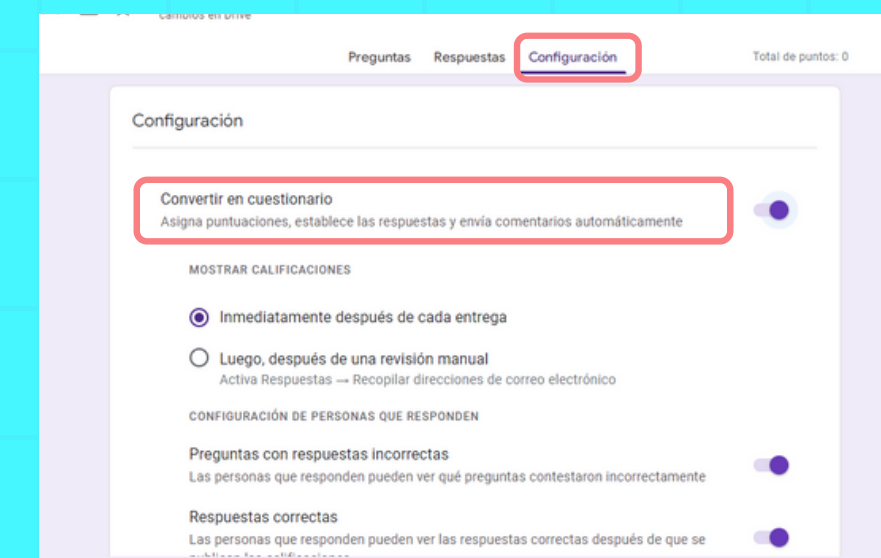 cambios en Drive
Preguntas Respuestas Configuración Total de puntos: 0
Configuración
Convertir en cuestionario
Asigna puntuaciones, establece las respuestas y envía comentarios automáticamente
MOSTRAR CALIFICACIONES
Inmediatamente después de cada entrega
Luego, después de una revisión manual
Activa Respuestas → Recopilar direcciones de correo electrónico
CONFIGURACIÓN DE PERSONAS QUE RESPONDEN
Preguntas con respuestas incorrectas
Las personas que responden pueden ver qué preguntas contestaron incorrectamente
Respuestas correctas
Las personas que responden pueden ver las respuestas correctas después de que se
publican las calificaciones